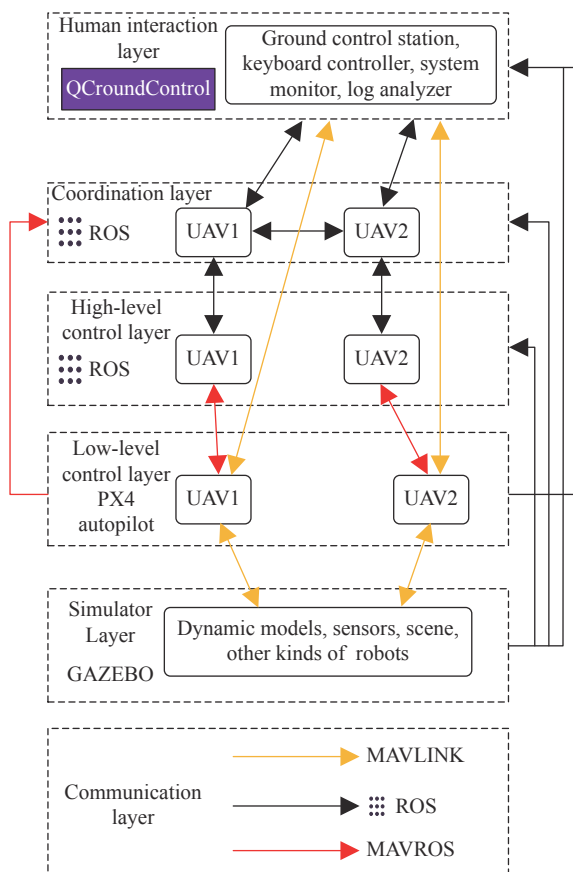 Human interaction
layer
QCroundControl
Ground control station,
keyboard controller, system
monitor, log analyzer
Coordination layer
ROS
UAV1
UAV2
High-level
control layer
ROS
UAV1
UAV2
Low-level
control layer
PX4
autopilot
UAV1
UAV2
Simulator
Layer
GAZEBO
Dynamic models, sensors, scene,
other kinds of robots
Communication
layer
MAVLINK
ROS
MAVROS